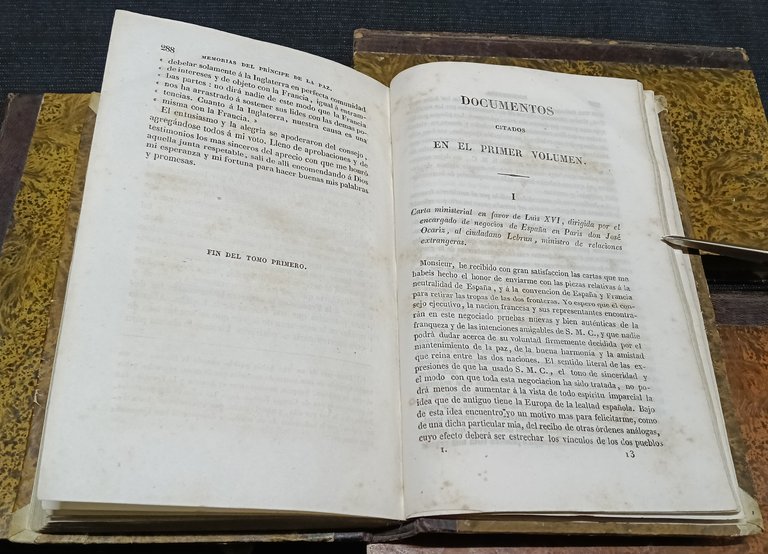 288
MEMORIAS DEL PRÍNCIPE DE LA PAZ.
« debelar solamente á la Inglaterra en perfecta comunidad
« de intereses y de objeto con la Francia, igual á entram-
« bas partes : no dirá nadie de este modo que la Francia
« nos ha arrastrado á sostener sus lides con las demas po-
« tencias. Cuanto á la Inglaterra, nuestra causa es una
« misma con la Francia. »
El entusiasmo y la alegría se apoderaron del consejo,
agregándose todos á mi voto. Lleno de aprobaciones y de
testimonios los mas sinceros del aprecio con que me honró
aquella junta respetable, salí de allí encomendando á Dios
mi esperanza y mi fortuna para hacer buenas mis palabras
y promesas.
FIN DEL TOMO PRIMERO.
DOCUMENTOS
CITADOS
EN EL PRIMER VOLUMEN.
I
Carta ministerial en favor de Luis XVI, dirigida por el
encargado de negocios de España en Paris don José
Ocariz, al ciudadano Lebrun, ministro de relaciones
extrangeras.
Monsieur, he recibido con gran satisfaccion las cartas que me
habeis hecho el honor de enviarme con las piezas relativas á la
neutralidad de España, y á la convencion de España y Francia
para retirar las tropas de las dos fronteras. Yo espero que el con-
sejo ejecutivo, la nacion francesa y sus representantes encontra-
rán en este negociado pruebas nuevas y bien auténticas de la
franqueza y de las intenciones amigables de S. M. C., y que nadie
podrá dudar acerca de su voluntad firmemente decidida por el
mantenimiento de la paz, de la buena harmonía y la amistad
que reina entre las dos naciones. El sentido literal de las ex-
presiones de que ha usado S. M. C., el tono de sinceridad y
el modo con que toda esta negociacion ha sido tratada, no po-
drá menos de aumentar á la vista de todo espíritu imparcial la
idea que de antiguo tiene la Europa de la lealtad española. Bajo
de esta idea encuentro yo un motivo mas para felicitarme, como
de una dicha particular mia, del recibo de otras órdenes análogas,
cuyo efecto deberá ser estrechar los vínculos de los dos pueblos
I. 13